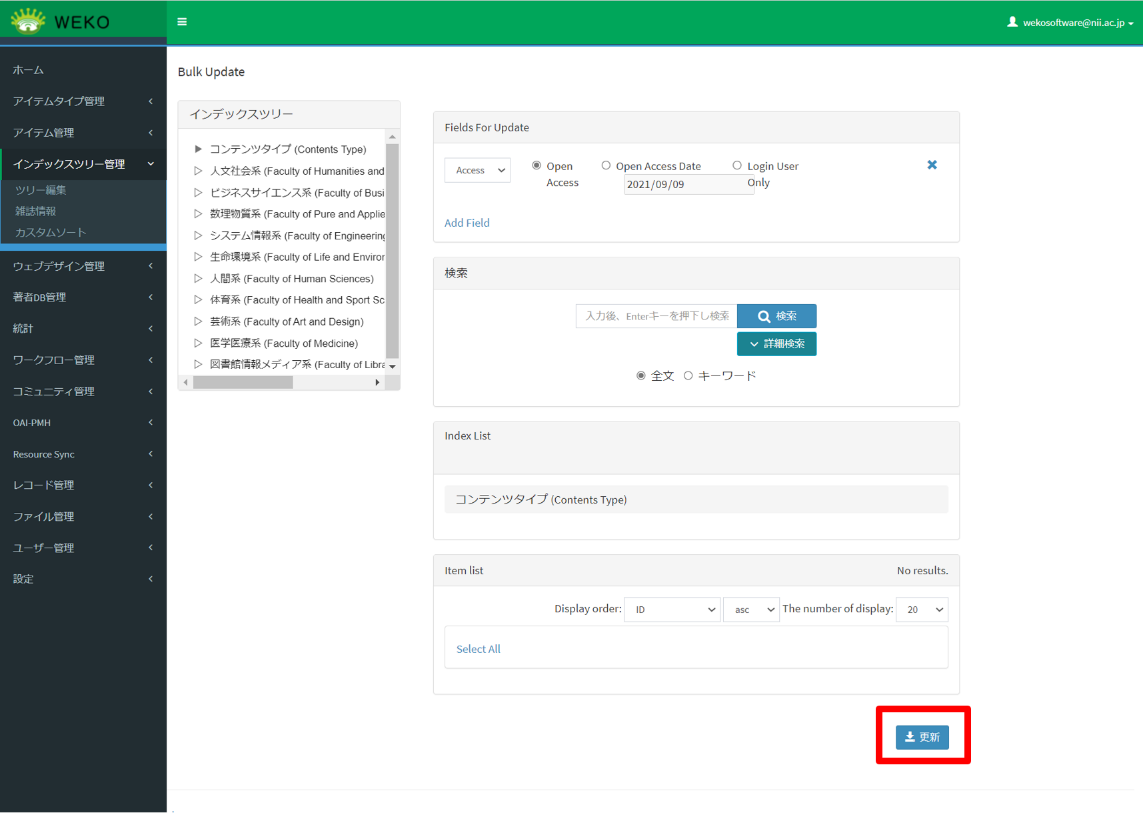 WEKO
wekosoftware@nii.ac.jp
ホーム
アイテムタイプ管理
アイテム管理
インデックスツリー管理
ツリー編集
雑誌情報
カスタムソート
ウェブデザイン管理
著者DB管理
統計
ワークフロー管理
コミュニティ管理
OAI-PMH
Resource Sync
レコード管理
ファイル管理
ユーザー管理
設定
Bulk Update
インデックスツリー
コンテンツタイプ (Contents Type)
人文社会系 (Faculty of Humanities and
ビジネスサイエンス系 (Faculty of Busi
数理物質系 (Faculty of Pure and Applie
システム情報系 (Faculty of Engineering
生命環境系 (Faculty of Life and Environ
人間系 (Faculty of Human Sciences)
体育系 (Faculty of Health and Sport Sc
芸術系 (Faculty of Art and Design)
医学医療系 (Faculty of Medicine)
図書館情報メディア系 (Faculty of Libra
Fields For Update
Access
Open Access
Open Access Date
2021/09/09
Login User Only
Add Field
検索
入力後、Enterキーを押下し検索
検索
詳細検索
全文 キーワード
Index List
コンテンツタイプ (Contents Type)
Item list No results.
Display order: ID asc The number of display: 20
Select All
更新